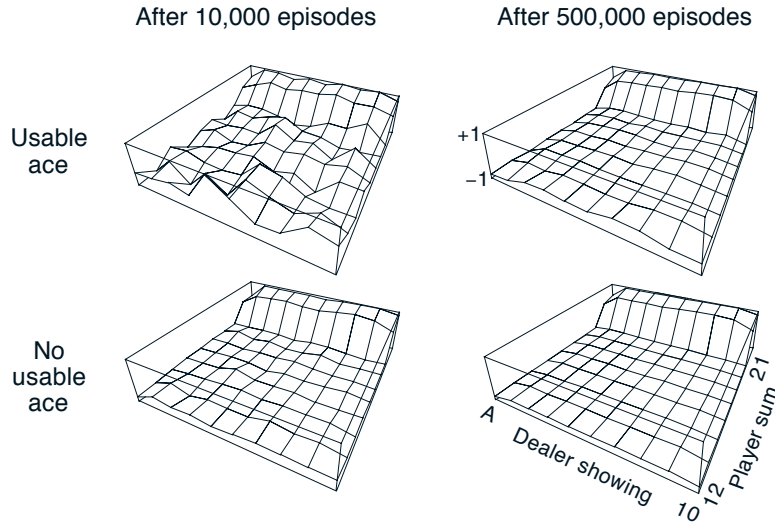 After 10,000 episodes
After 500,000 episodes
Usable
ace
+1
−1
No
usable
ace
A
Dealer showing
10
12
Player sum
21